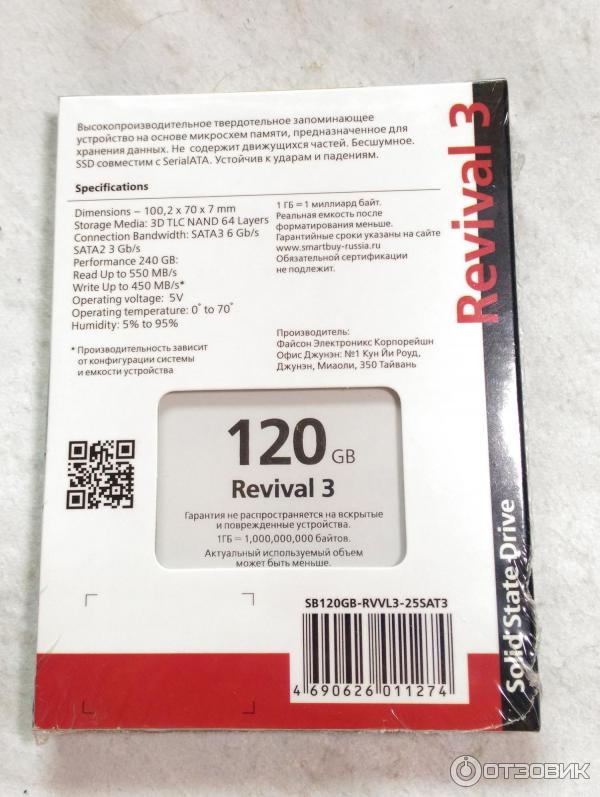 Высокопроизводительное твердотельное запоминающее
устройство на основе микросхем памяти, предназначенное для
хранения данных. Не содержит движущихся частей. Бесшумное.
SSD совместим с SerialATA. Устойчив к ударам и падениям.
Specifications
Dimensions – 100,2 x 70 x 7 mm
Storage Media: 3D TLC NAND 64 Layers
Connection Bandwidth: SATA3 6 Gb/s
SATA2 3 Gb/s
Performance 240 GB:
Read Up to 550 MB/s
Write Up to 450 MB/s*
Operating voltage: 5V
Operating temperature: 0° to 70°
Humidity: 5% to 95%
* Производительность зависит
от конфигурации системы
и емкости устройства
1 ГБ = 1 миллиард байт.
Реальная емкость после
форматирования меньше.
Гарантийные сроки указаны на сайте
www.smartbuy-russia.ru
Обязательной сертификации
не подлежит.
Производитель:
Файсон Электроникс Корпорейшн
Офис Джунэн: №1 Кун Йи Роуд,
Джунэн, Миаоли, 350 Тайвань
120 GB
Revival 3
Гарантия не распространяется на вскрытые
и поврежденные устройства.
1ГБ = 1,000,000,000 байтов.
Актуальный используемый объем
может быть меньше.
SB120GB-RVVL3-25SAT3
4 690626 011274
Revival 3
Solid State Drive
ОТЗОВИК